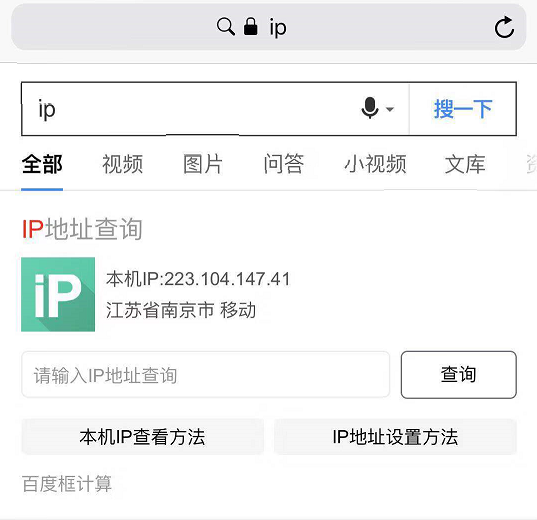 ip
ip 搜一下
全部 视频 图片 问答 小视频 文库
IP地址查询
iP
本机IP:223.104.147.41
江苏省南京市 移动
请输入IP地址查询 查询
本机IP查看方法 IP地址设置方法
百度框计算